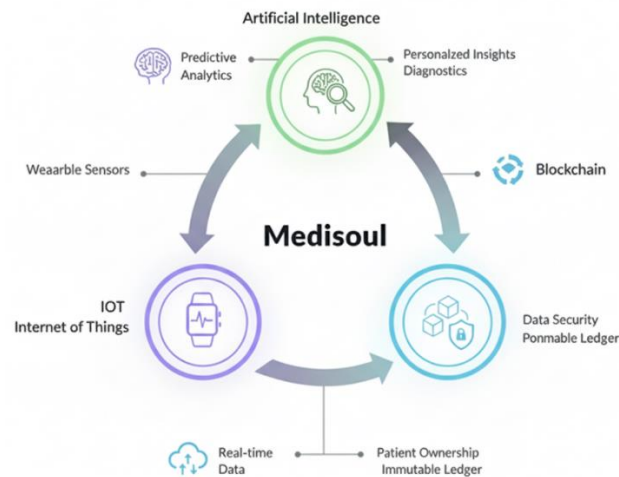 Artificial Intelligence
Predictive
Analytics
Personalzed Insights
Diagnostics
Weaarble Sensors
Blockchain
Medisoul
IOT
Internet of Things
Data Security
Ponmable Ledger
Real-time
Data
Patient Ownership
Immutable Ledger